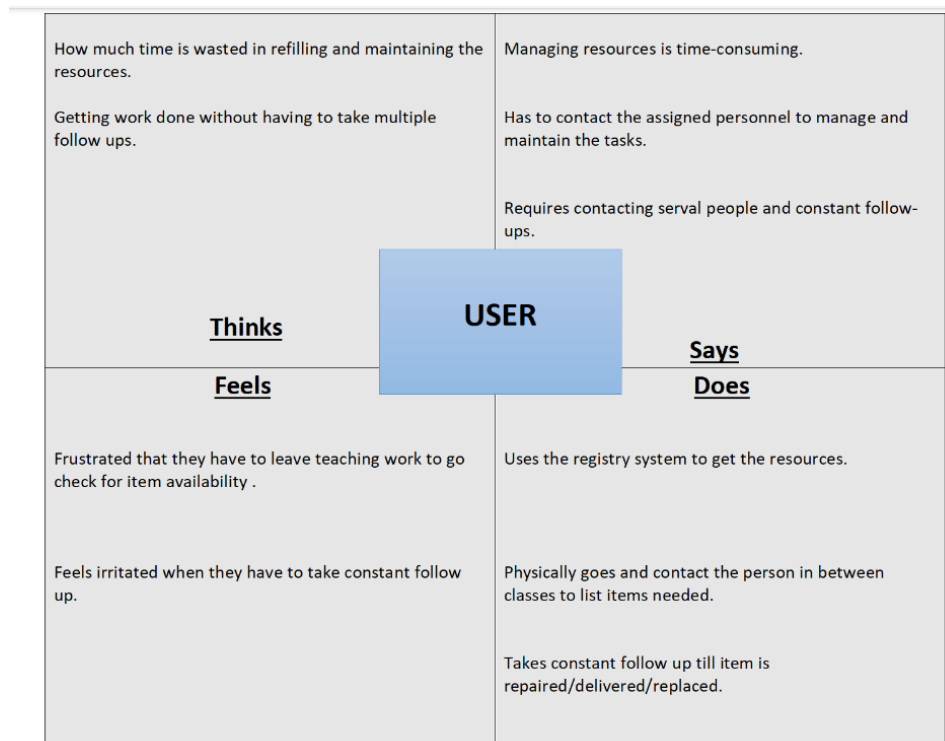 How much time is wasted in refilling and maintaining the
resources.
Getting work done without having to take multiple
follow ups.
Thinks
Managing resources is time-consuming.
Has to contact the assigned personnel to manage and
maintain the tasks.
Requires contacting serval people and constant follow-
ups.
Says
USER
Feels
Frustrated that they have to leave teaching work to go
check for item availability .
Feels irritated when they have to take constant follow
up.
Does
Uses the registry system to get the resources.
Physically goes and contact the person in between
classes to list items needed.
Takes constant follow up till item is
repaired/delivered/replaced.